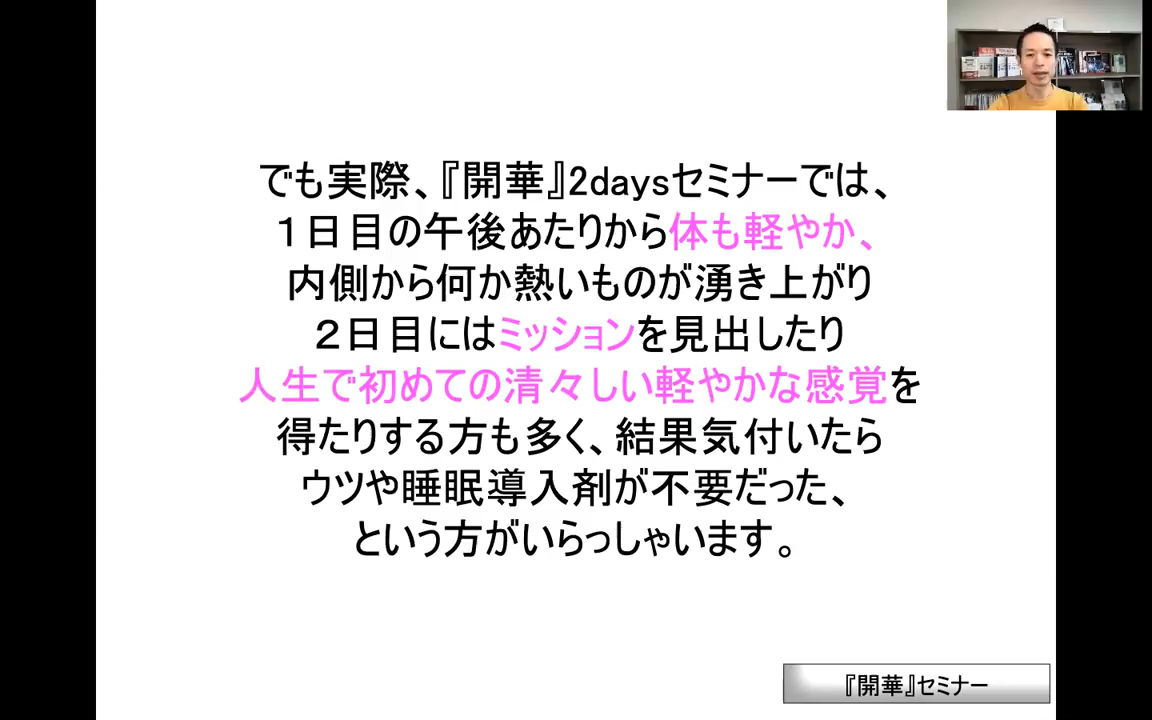 でも実際、『開華』2daysセミナーでは、
１日目の午後あたりから体も軽やか、
内側から何か熱いものが湧き上がり
２日目にはミッションを見出したり
人生で初めての清々しい軽やかな感覚を
得たりする方も多く、結果気付いたら
ウツや睡眠導入剤が不要だった、
という方がいらっしゃいます。
『開華』セミナー